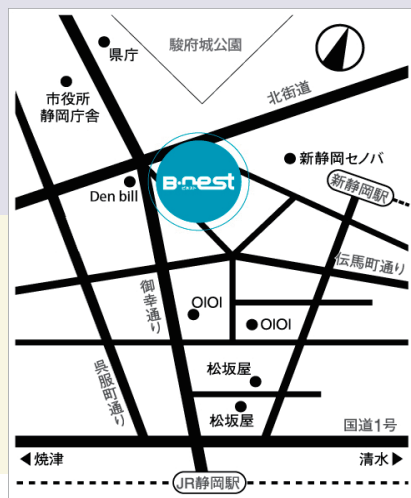 駿府城公園
県庁
北街道
市役所
静岡庁舎
新静岡セノバ
B・nest
ビネスト
新静岡駅
Den bill
伝馬町通り
御幸通り
OIOI
OIOI
呉服町通り
松坂屋
松坂屋
国道1号
◀焼津
清水▶
JR静岡駅